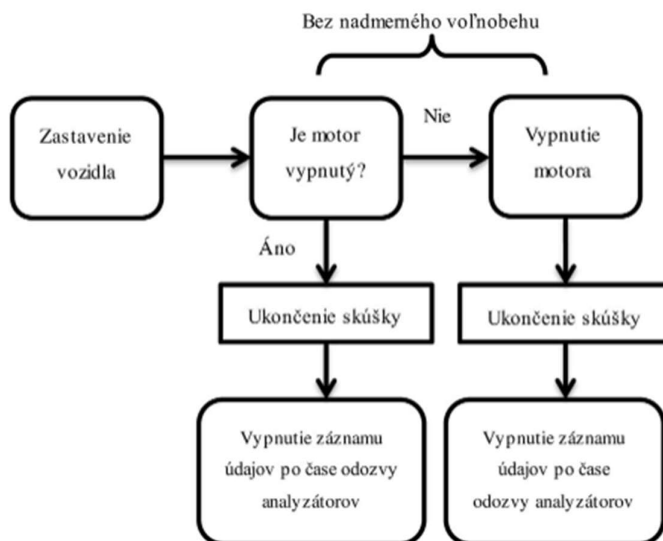 Bez nadmerného voľnobehu
Zastavenie
vozidla
Je motor
vypnutý?
Nie
Vypnutie
motora
Áno
Ukončenie skúšky
Ukončenie skúšky
Vypnutie záznamu
údajov po čase odozvy
analyzátorov
Vypnutie záznamu
údajov po čase
odozvy analyzátorov